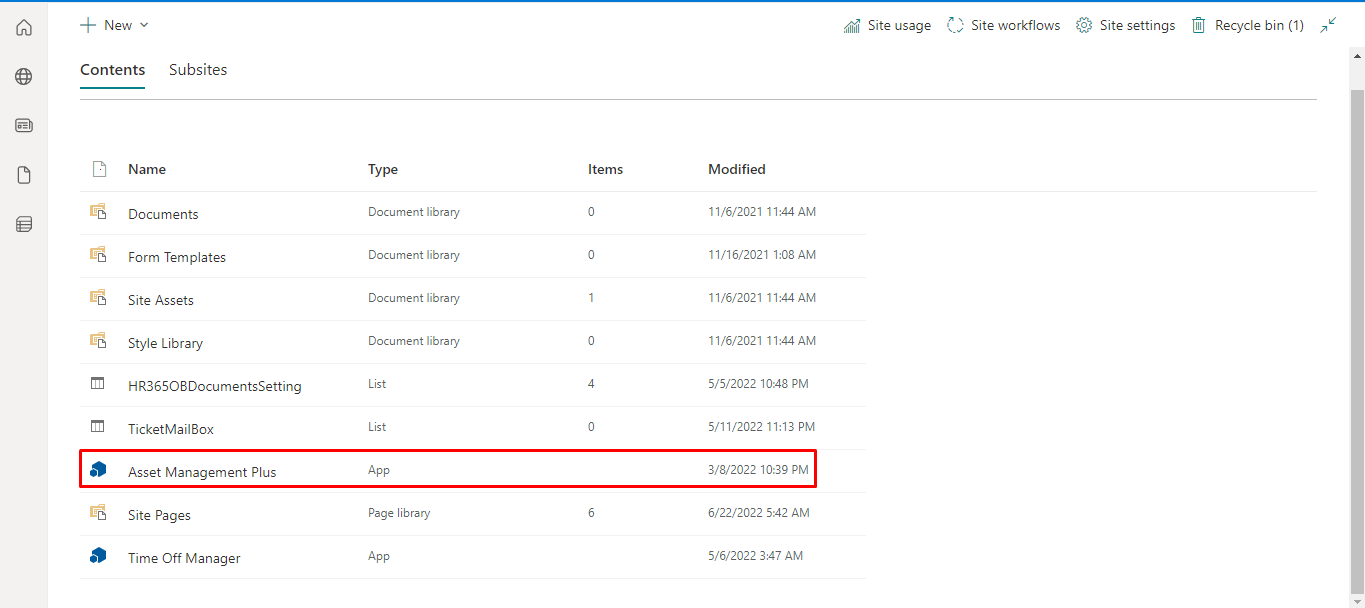 New
Site usage
Site workflows
Site settings
Recycle bin (1)
Contents Subsites
Name Type Items Modified
Documents Document library 0 11/6/2021 11:44 AM
Form Templates Document library 0 11/16/2021 1:08 AM
Site Assets Document library 1 11/6/2021 11:44 AM
Style Library Document library 0 11/6/2021 11:44 AM
HR365OBDocumentsSetting List 4 5/5/2022 10:48 PM
TicketMailBox List 0 5/11/2022 11:13 PM
Asset Management Plus App 3/8/2022 10:39 PM
Site Pages Page library 6 6/22/2022 5:42 AM
Time Off Manager App 5/6/2022 3:47 AM